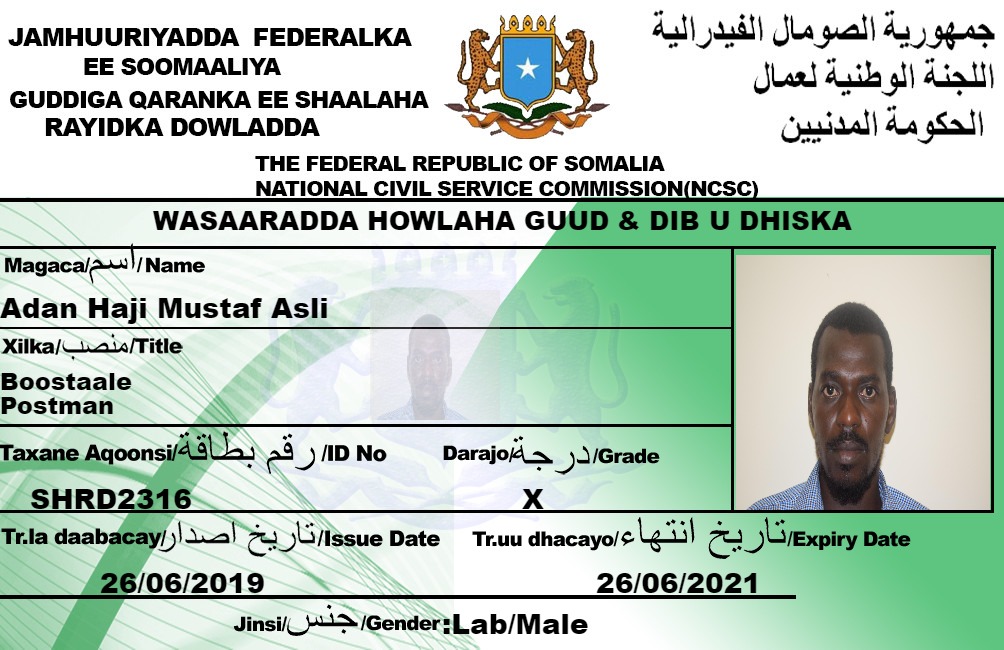 JAMHUURIYADDA FEDERALKA
EE SOOMAALIYA
GUDDIGA QARANKA EE SHAALAHA
RAYIDKA DOWLADDA
جمهورية الصومال الفيدرالية
اللجنة الوطنية لعمال
الحكومة المدنيين
THE FEDERAL REPUBLIC OF SOMALIA
NATIONAL CIVIL SERVICE COMMISSION(NCSC)
WASAARADDA HOWLAHA GUUD & DIB U DHISKA
Magaca/اسم/Name
Adan Haji Mustaf Asli
Xilka/منصب/Title
Boostaale
Postman
Taxane Aqoonsi/رقم بطاقة/ID No
SHRD2316
Darajo/درجة/Grade
X
Tr.la daabacay/تاريخ اصدار/Issue Date
26/06/2019
Tr.uu dhacayo/تاريخ انتهاء/Expiry Date
26/06/2021
Jinsi/جنس/Gender:Lab/Male